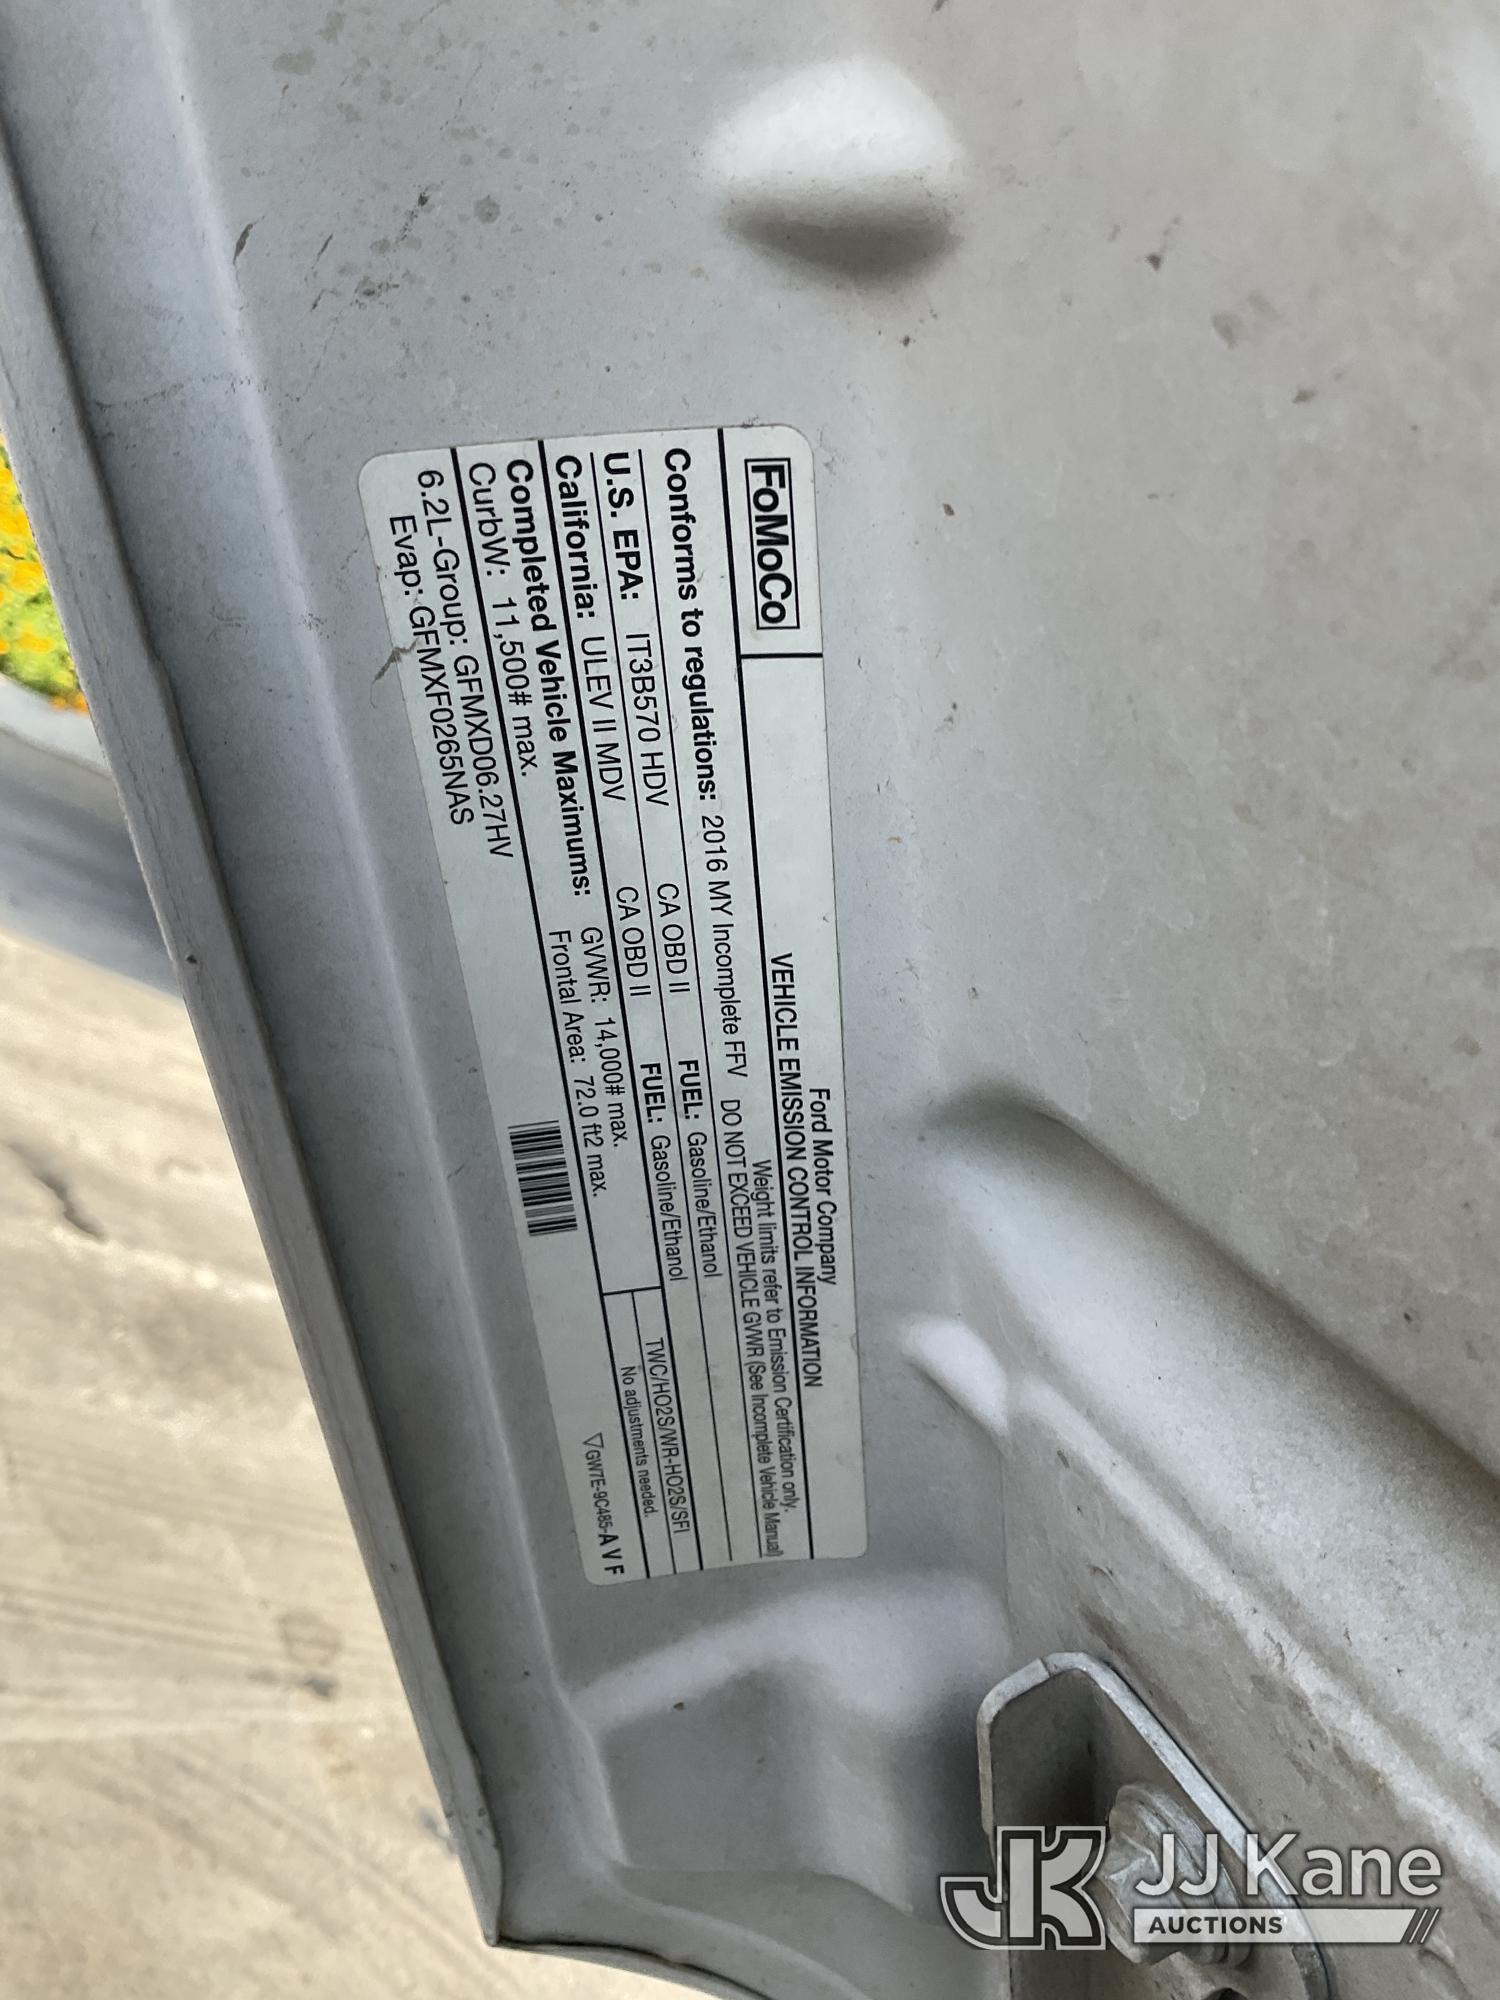 FoMoCo
Ford Motor Company
VEHICLE EMISSION CONTROL INFORMATION
Weight limits refer to Emission Certification only.
Conforms to regulations: 2016 MY Incomplete FFV DO NOT EXCEED VEHICLE GVWR (See Incomplete Vehicle Manual)
U.S. EPA: IT3B570 HDV CA OBD II FUEL: Gasoline/Ethanol
California: ULEV II MDV CA OBD II FUEL: Gasoline/Ethanol
TWC/HO2S/WR-HO2S/SFI
Completed Vehicle Maximums: GVWR: 14,000# max.
No adjustments needed.
CurbW: 11,500# max. Frontal Area: 72.0 ft2 max.
6.2L-Group: GFMXD06.27HV
Evap: GFMXF0265NAS
▽GW7E-9C485-A V F
JK
JJ Kane
AUCTIONS